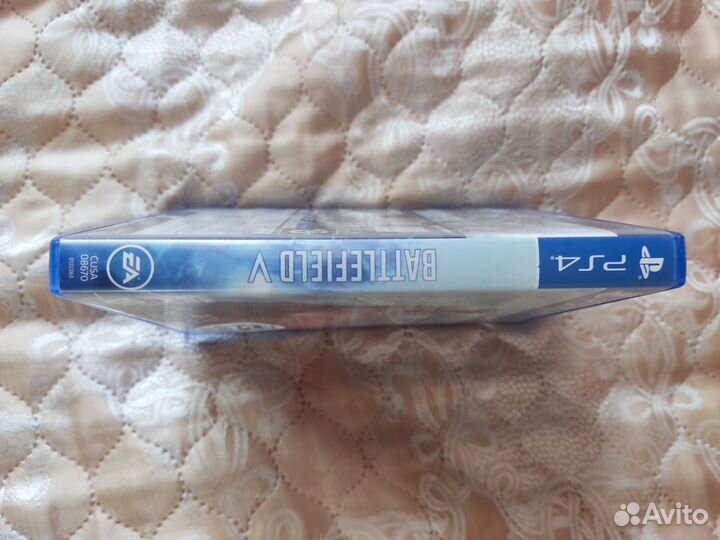 PS4
BATTLEFIELD V
EA
CUSA
08670
Avito